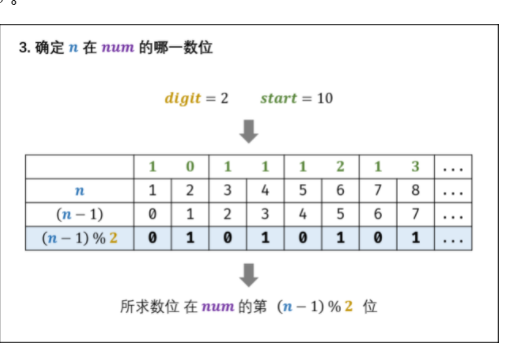 。
3. 确定 n 在 num 的哪一数位
digit = 2 start = 10
1 0 1 1 1 2 1 3 ...
n 1 2 3 4 5 6 7 8 ...
(n − 1) 0 1 2 3 4 5 6 7 ...
(n − 1) % 2 0 1 0 1 0 1 0 1 ...
所求数位 在 num 的第 (n − 1) % 2 位